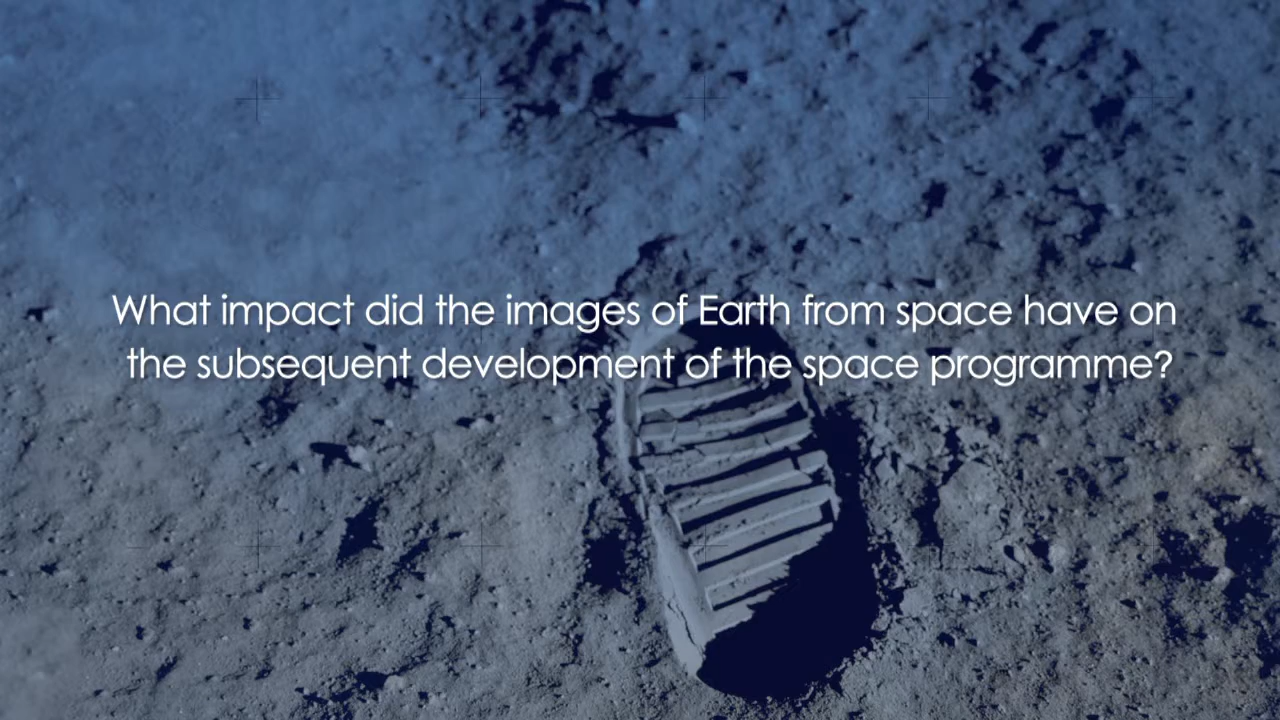 What impact did the images of Earth from space have on
the subsequent development of the space programme?